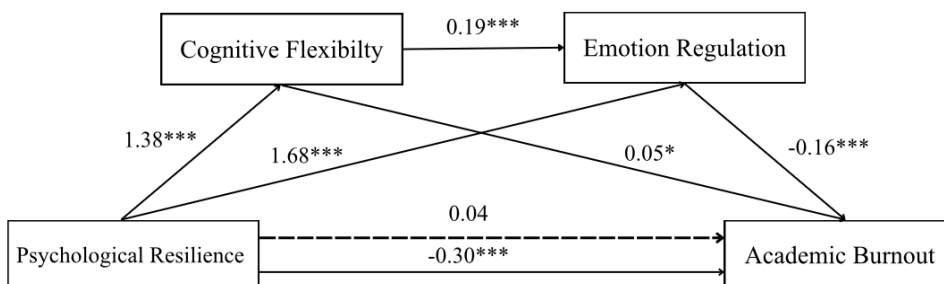 0.19***
Cognitive Flexibilty
Emotion Regulation
1.38***
1.68***
0.05*
-0.16***
0.04
Psychological Resilience
-0.30***
Academic Burnout